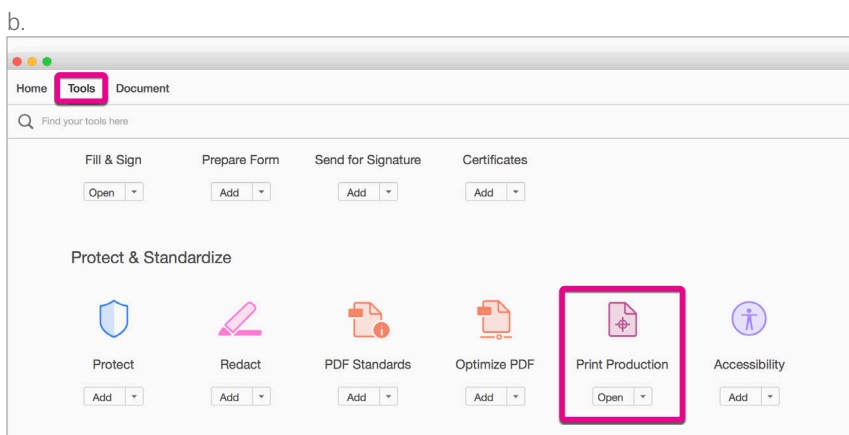 b.
Home Tools Document
Find your tools here
Fill & Sign Prepare Form Send for Signature Certificates
Open Add Add Add
Protect & Standardize
Protect Redact PDF Standards Optimize PDF Print Production Accessibility
Add Add Add Add Open Add